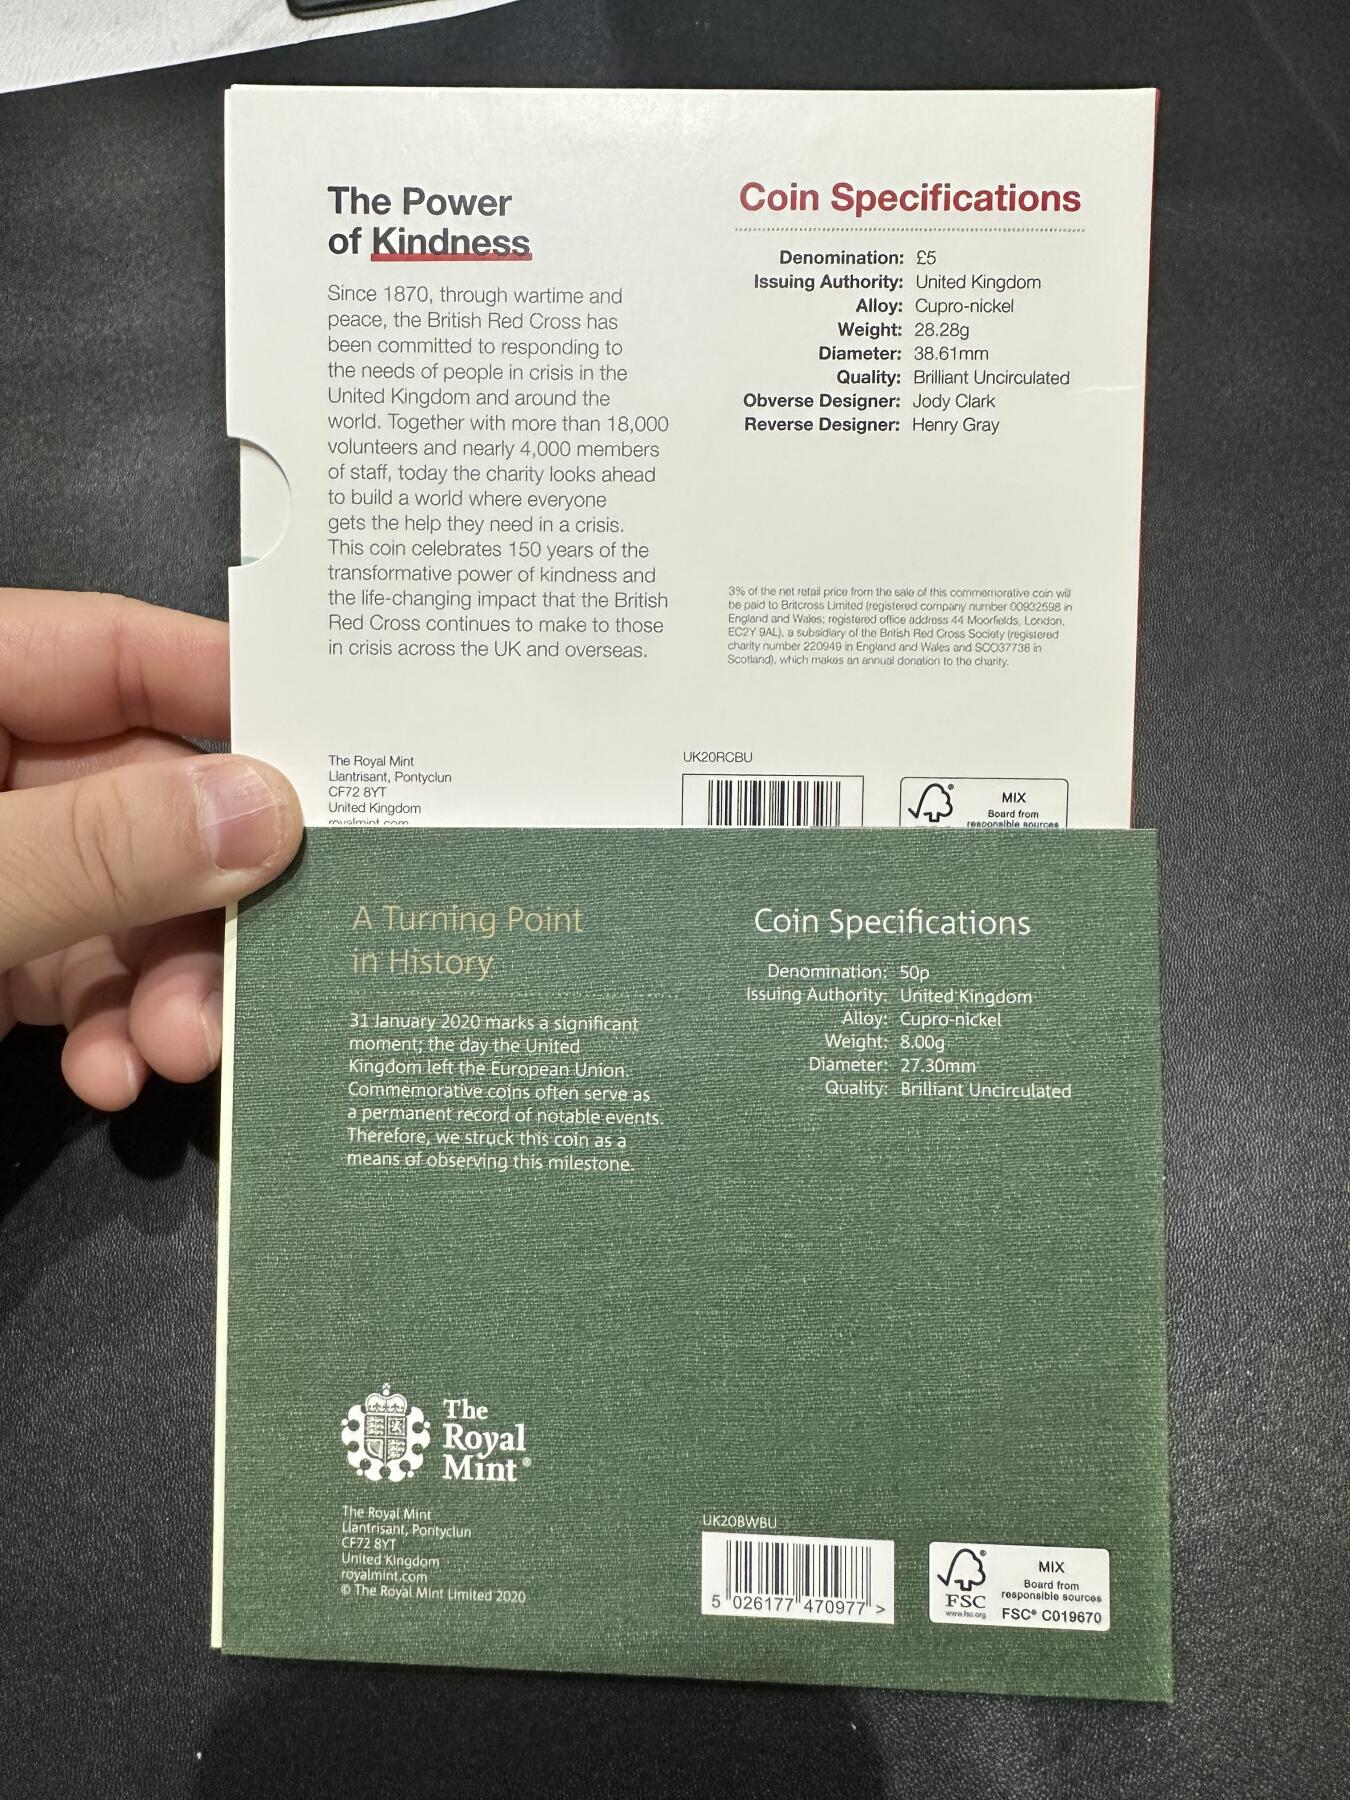 The Power
of Kindness
Since 1870, through wartime and
peace, the British Red Cross has
been committed to responding to
the needs of people in crisis in the
United Kingdom and around the
world. Together with more than 18,000
volunteers and nearly 4,000 members
of staff, today the charity looks ahead
to build a world where everyone
gets the help they need in a crisis.
This coin celebrates 150 years of the
transformative power of kindness and
the life-changing impact that the British
Red Cross continues to make to those
in crisis across the UK and overseas.
The Royal Mint
Llantrisant, Pontyclun
CF72 8YT
United Kingdom
royalmint.com
Coin Specifications
Denomination: £5
Issuing Authority: United Kingdom
Alloy: Cupro-nickel
Weight: 28.28g
Diameter: 38.61mm
Quality: Brilliant Uncirculated
Obverse Designer: Jody Clark
Reverse Designer: Henry Gray
3% of the net retail price from the sale of this commemorative coin will
be paid to Britcross Limited (registered company number 00932598 in
England and Wales; registered office address 44 Moorfields, London,
EC2Y 9AL), a subsidiary of the British Red Cross Society (registered
charity number 220949 in England and Wales and SC037738 in
Scotland), which makes an annual donation to the charity.
UK20RCBU
MIX
Board from
responsible sources
A Turning Point
in History
31 January 2020 marks a significant
moment; the day the United
Kingdom left the European Union.
Commemorative coins often serve as
a permanent record of notable events.
Therefore, we struck this coin as a
means of observing this milestone.
Coin Specifications
Denomination: 50p
Issuing Authority: United Kingdom
Alloy: Cupro-nickel
Weight: 8.00g
Diameter: 27.30mm
Quality: Brilliant Uncirculated
The
Royal
Mint®
The Royal Mint
Llantrisant, Pontyclun
CF72 8YT
United Kingdom
royalmint.com
© The Royal Mint Limited 2020
UK20BWBU
5 026177 470977 >
FSC
www.fsc.org
MIX
Board from
responsible sources
FSC® C019670